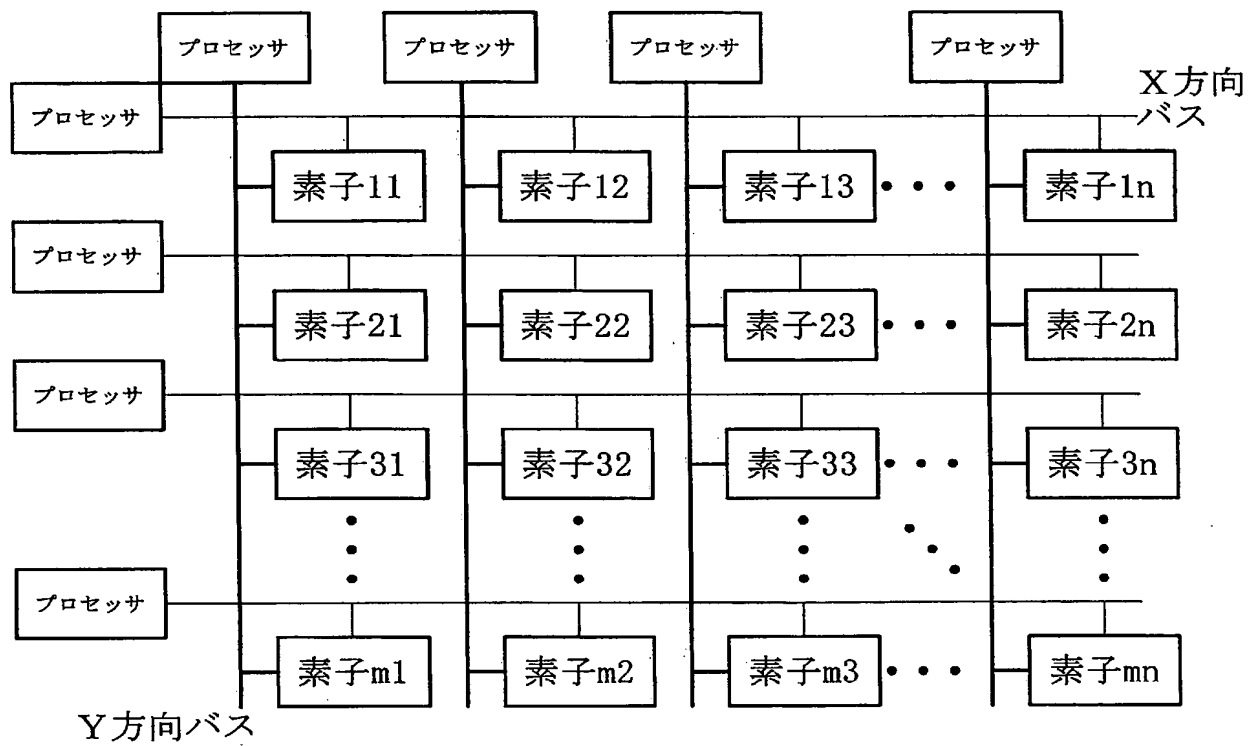 プロセッサ
プロセッサ
プロセッサ
プロセッサ
X方向
バス
プロセッサ
素子11
素子12
素子13
素子1n
プロセッサ
素子21
素子22
素子23
素子2n
プロセッサ
素子31
素子32
素子33
素子3n
プロセッサ
素子m1
素子m2
素子m3
素子mn
Y方向バス